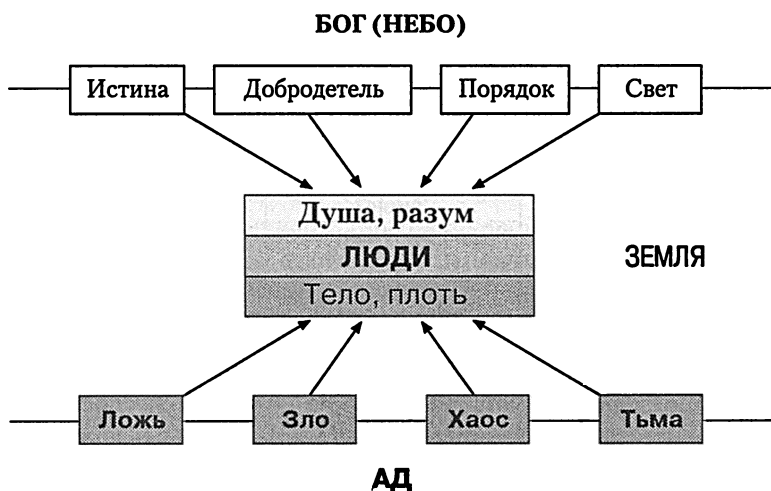 БОГ (НЕБО)
Истина Добродетель Порядок Свет
Душа, разум
ЛЮДИ
ЗЕМЛЯ
Тело, плоть
Ложь Зло Хаос Тьма
АД